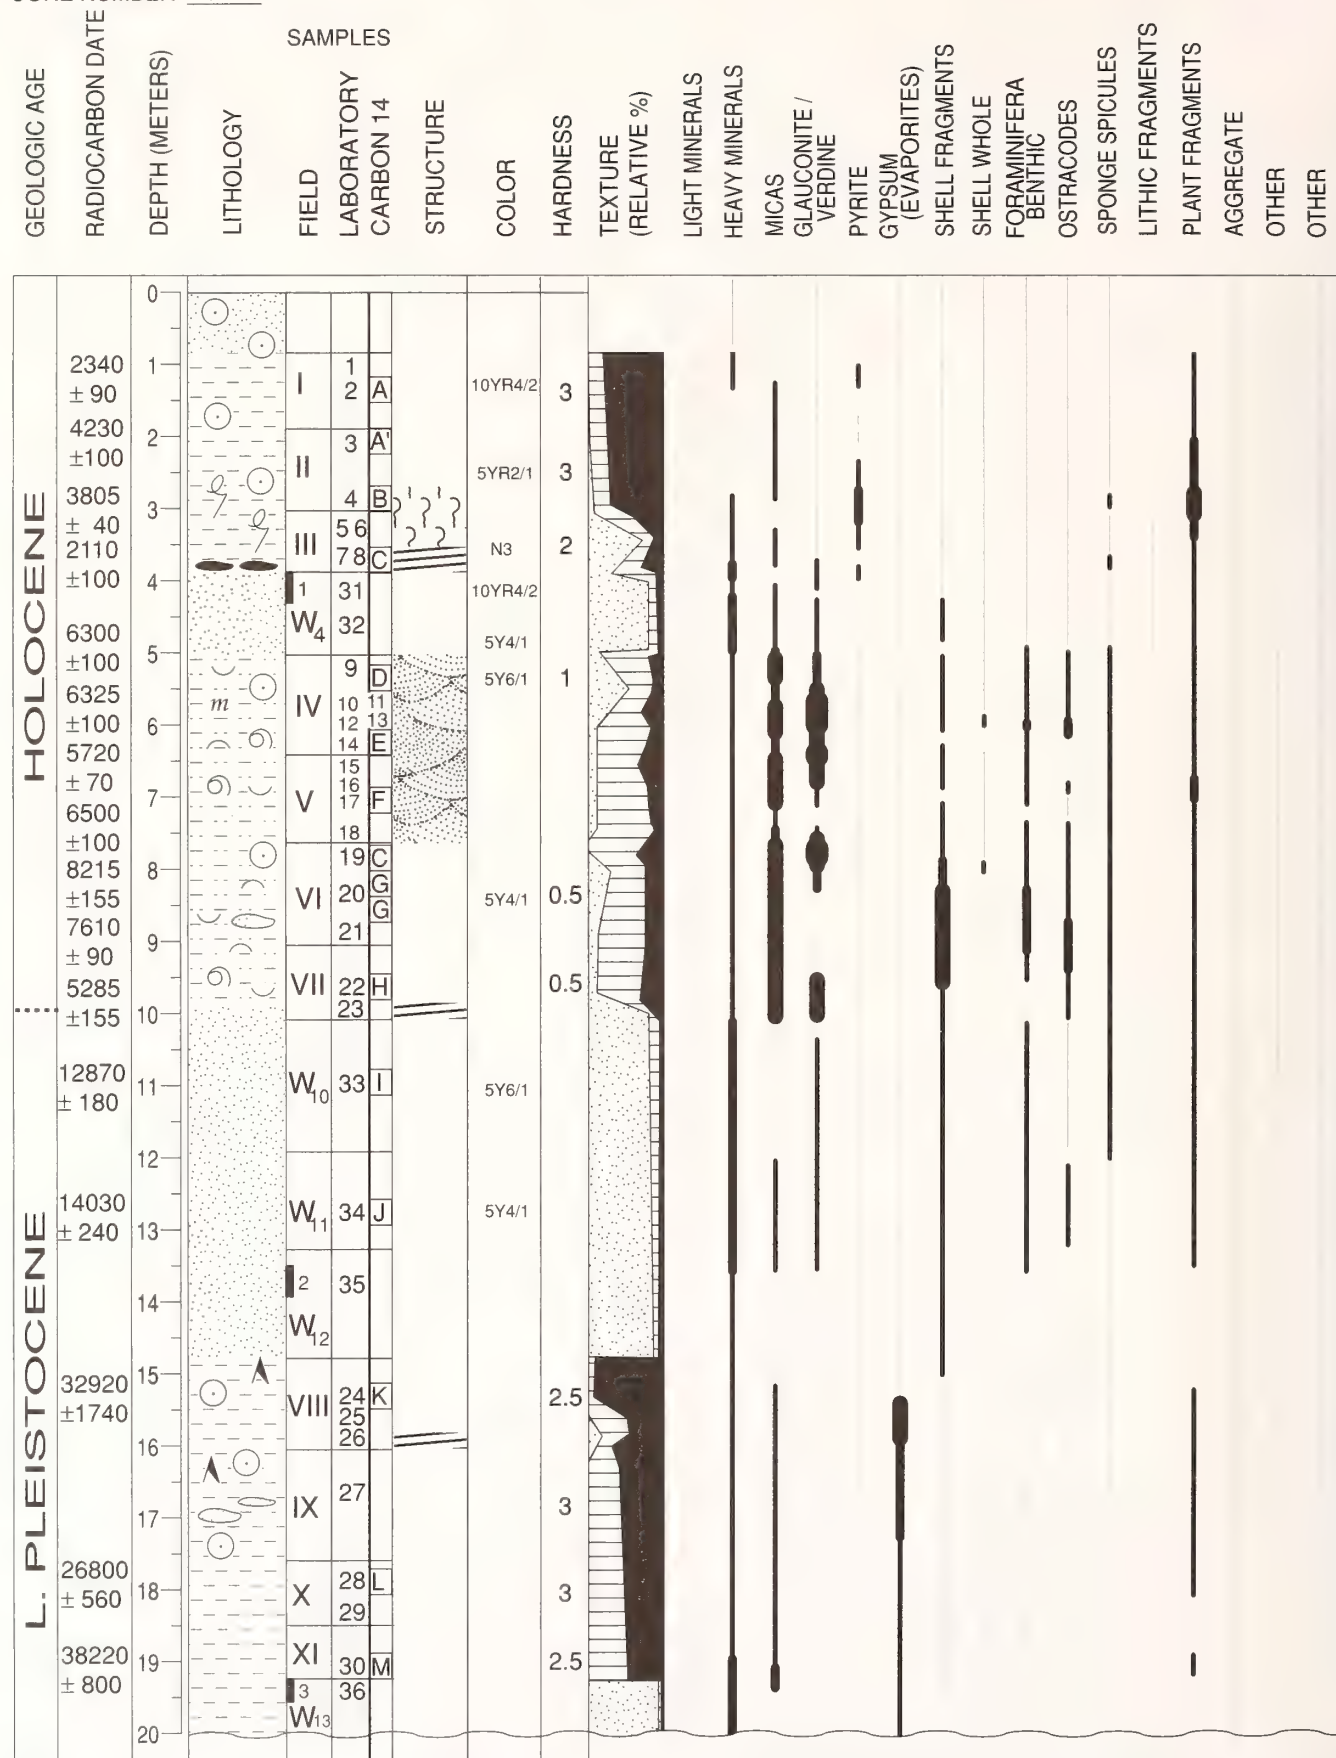 SAMPLES
GEOLOGIC AGE
RADIOCARBON DATE
DEPTH (METERS)
LITHOLOGY
FIELD
LABORATORY
CARBON 14
STRUCTURE
COLOR
HARDNESS
TEXTURE
(RELATIVE %)
LIGHT MINERALS
HEAVY MINERALS
MICAS
GLAUCONITE /
VERDINE
PYRITE
GYPSUM
(EVAPORITES)
SHELL FRAGMENTS
SHELL WHOLE
FORAMINIFERA
BENTHIC
OSTRACODES
SPONGE SPICULES
LITHIC FRAGMENTS
PLANT FRAGMENTS
AGGREGATE
OTHER
OTHER
HOLOCENE
L. PLEISTOCENE
2340
± 90
4230
±100
3805
± 40
2110
±100
6300
±100
6325
±100
5720
± 70
6500
±100
8215
±155
7610
± 90
5285
±155
12870
± 180
14030
± 240
32920
±1740
26800
± 560
38220
± 800
0
1
2
3
4
5
6
7
8
9
10
11
12
13
14
15
16
17
18
19
20
m
I
II
III
1
W4
IV
V
VI
VII
W10
W11
2
W12
VIII
IX
X
XI
3
W13
1
2 A
3 A'
4 B
5 6
7 8 C
31
32
9 D
10 11
12 13
14 E
15
16
17 F
18
19 C
20 G
G
21
22 H
23
33 I
34 J
35
24 K
25
26
27
28 L
29
30 M
36
10YR4/2
5YR2/1
N3
10YR4/2
5Y4/1
5Y6/1
5Y4/1
5Y6/1
5Y4/1
3
3
2
1
0.5
0.5
2.5
3
3
2.5